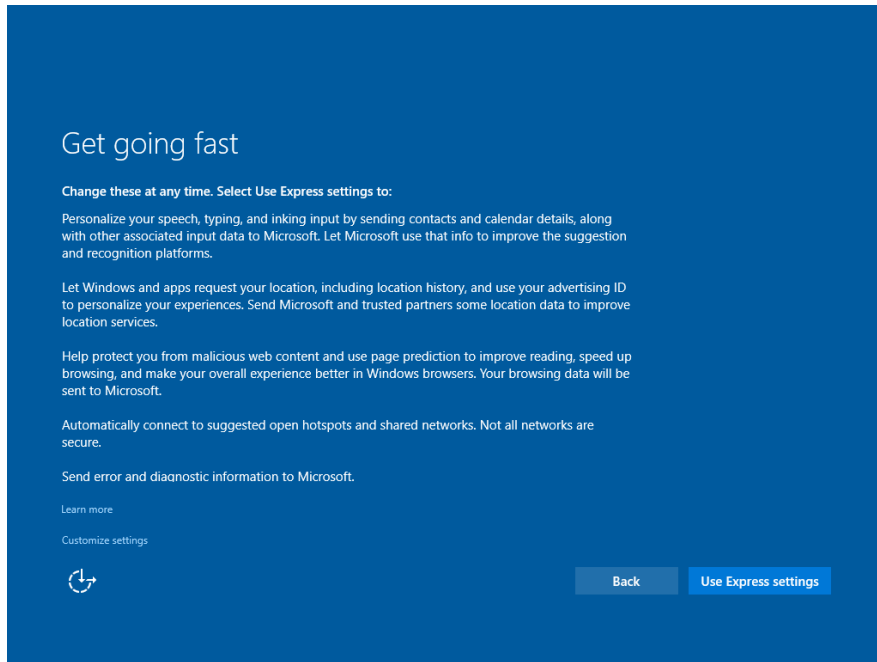 Get going fast
Change these at any time. Select Use Express settings to:
Personalize your speech, typing, and inking input by sending contacts and calendar details, along
with other associated input data to Microsoft. Let Microsoft use that info to improve the suggestion
and recognition platforms.
Let Windows and apps request your location, including location history, and use your advertising ID
to personalize your experiences. Send Microsoft and trusted partners some location data to improve
location services.
Help protect you from malicious web content and use page prediction to improve reading, speed up
browsing, and make your overall experience better in Windows browsers. Your browsing data will be
sent to Microsoft.
Automatically connect to suggested open hotspots and shared networks. Not all networks are
secure.
Send error and diagnostic information to Microsoft.
Learn more
Customize settings
Back
Use Express settings